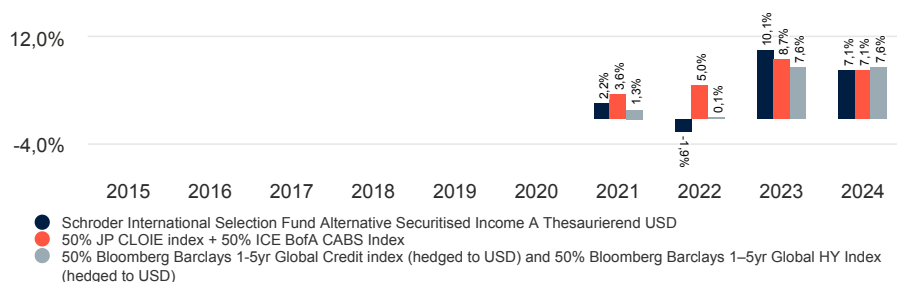 12,0%
-4,0%
2,2%
3,6%
1,3%
-1,9%
5,0%
0,1%
10,1%
8,7%
7,6%
7,1%
7,1%
7,6%
2015 2016 2017 2018 2019 2020 2021 2022 2023 2024
Schroder International Selection Fund Alternative Securitised Income A Thesaurierend USD
50% JP CLOIE index + 50% ICE BofA CABS Index
50% Bloomberg Barclays 1-5yr Global Credit index (hedged to USD) and 50% Bloomberg Barclays 1–5yr Global HY Index
(hedged to USD)